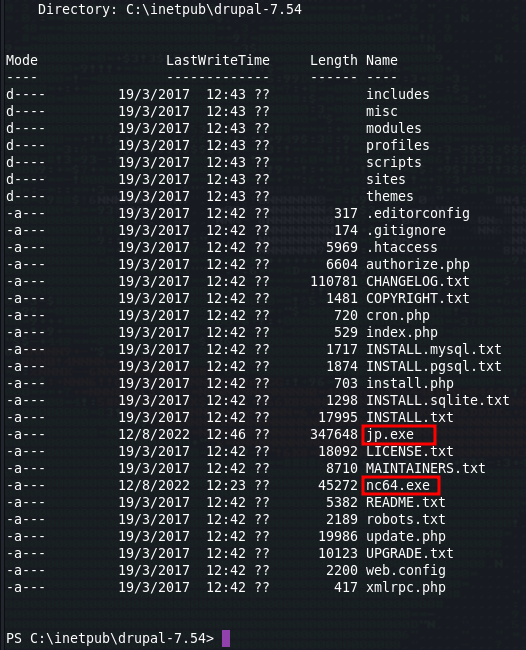 Directory: C:\inetpub\drupal-7.54
Mode LastWriteTime Length Name
---- ------------- ------ ----
d---- 19/3/2017 12:43 ?? includes
d---- 19/3/2017 12:43 ?? misc
d---- 19/3/2017 12:43 ?? modules
d---- 19/3/2017 12:43 ?? profiles
d---- 19/3/2017 12:43 ?? scripts
d---- 19/3/2017 12:43 ?? sites
d---- 19/3/2017 12:43 ?? themes
-a--- 19/3/2017 12:42 ?? 317 .editorconfig
-a--- 19/3/2017 12:42 ?? 174 .gitignore
-a--- 19/3/2017 12:42 ?? 5969 .htaccess
-a--- 19/3/2017 12:42 ?? 6604 authorize.php
-a--- 19/3/2017 12:42 ?? 110781 CHANGELOG.txt
-a--- 19/3/2017 12:42 ?? 1481 COPYRIGHT.txt
-a--- 19/3/2017 12:42 ?? 720 cron.php
-a--- 19/3/2017 12:42 ?? 529 index.php
-a--- 19/3/2017 12:42 ?? 1717 INSTALL.mysql.txt
-a--- 19/3/2017 12:42 ?? 1874 INSTALL.pgsql.txt
-a--- 19/3/2017 12:42 ?? 703 install.php
-a--- 19/3/2017 12:42 ?? 1298 INSTALL.sqlite.txt
-a--- 19/3/2017 12:42 ?? 17995 INSTALL.txt
-a--- 12/8/2022 12:46 ?? 347648 jp.exe
-a--- 19/3/2017 12:42 ?? 18092 LICENSE.txt
-a--- 19/3/2017 12:42 ?? 8710 MAINTAINERS.txt
-a--- 12/8/2022 12:23 ?? 45272 nc64.exe
-a--- 19/3/2017 12:42 ?? 5382 README.txt
-a--- 19/3/2017 12:42 ?? 2189 robots.txt
-a--- 19/3/2017 12:42 ?? 19986 update.php
-a--- 19/3/2017 12:42 ?? 10123 UPGRADE.txt
-a--- 19/3/2017 12:42 ?? 2200 web.config
-a--- 19/3/2017 12:42 ?? 417 xmlrpc.php
PS C:\inetpub\drupal-7.54>